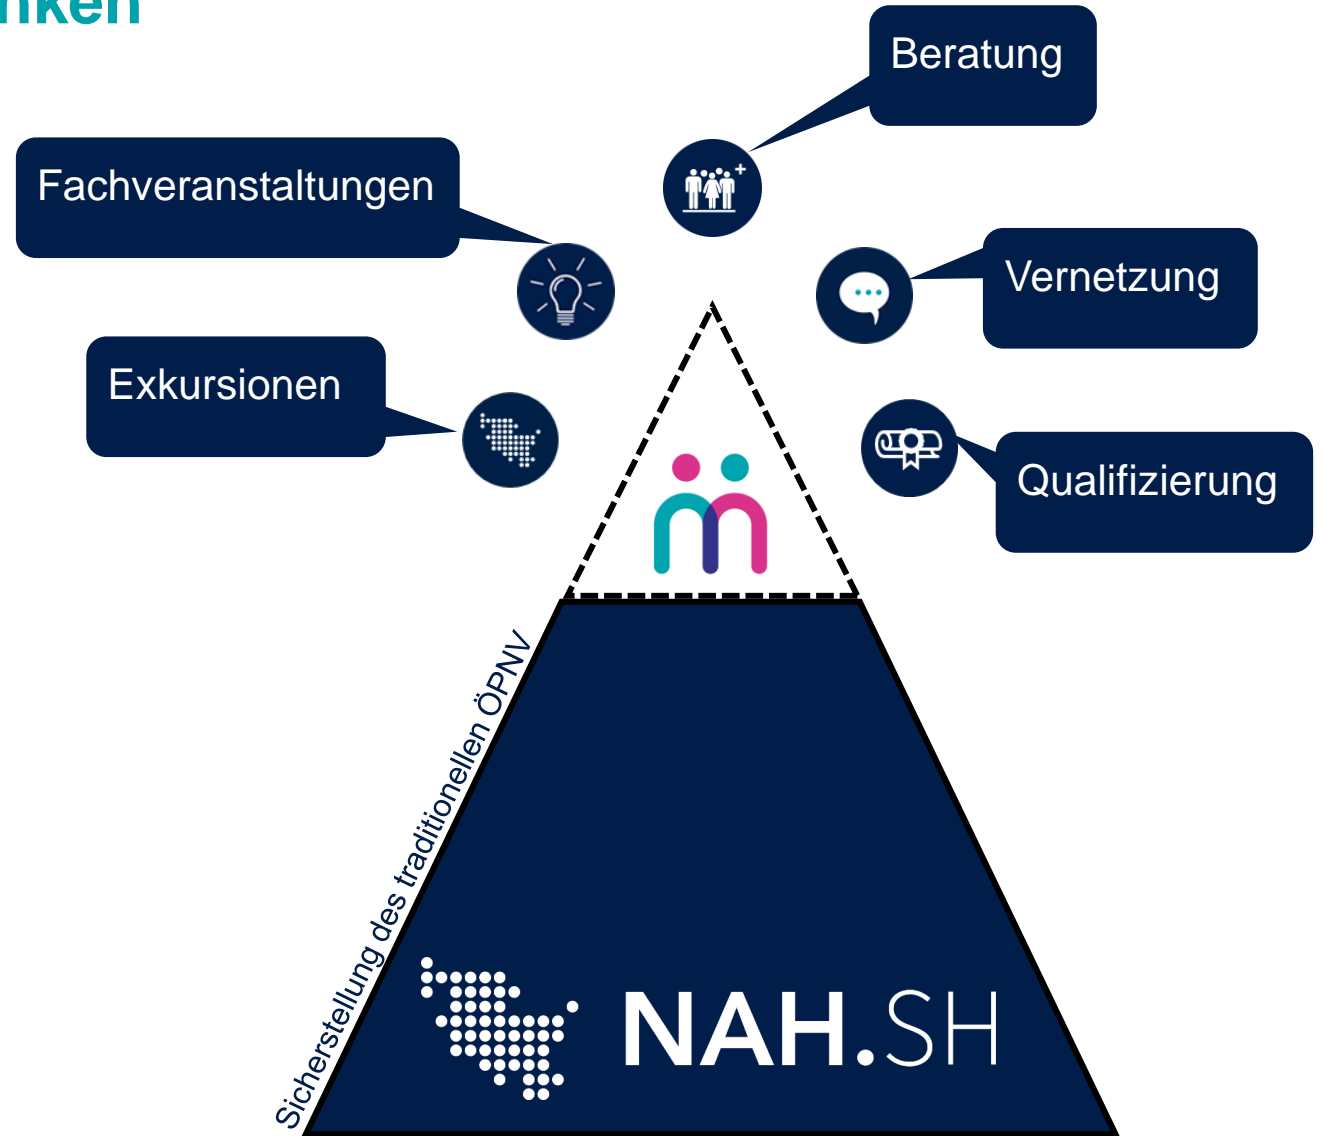 Beratung
Fachveranstaltungen
Vernetzung
Exkursionen
Qualifizierung
Sicherstellung des traditionellen ÖPNV
NAH.SH